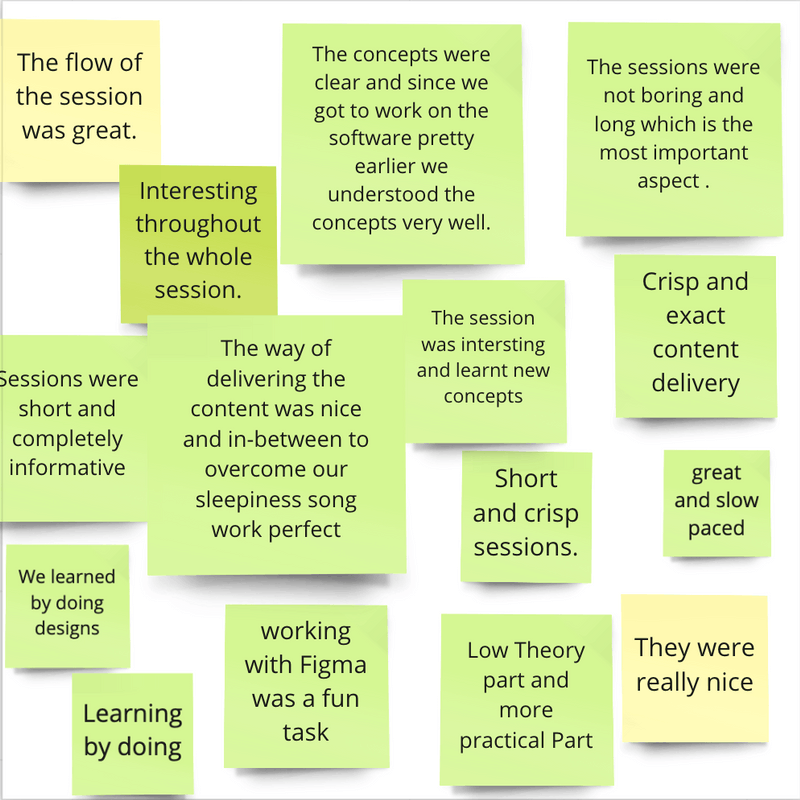 The flow of
the session
was great.
The concepts were
clear and since we
got to work on the
software pretty
earlier we
understood the
concepts very well.
The sessions were
not boring and
long which is the
most important
aspect .
Interesting
throughout
the whole
session.
Crisp and
exact
content
delivery
The session
was intersting
and learnt new
concepts
Sessions were
short and
completely
informative
The way of
delivering the
content was nice
and in-between to
overcome our
sleepiness song
work perfect
Short
and crisp
sessions.
great
and slow
paced
We learned
by doing
designs
working
with Figma
was a fun
task
Low Theory
part and
more
practical Part
They were
really nice
Learning
by doing